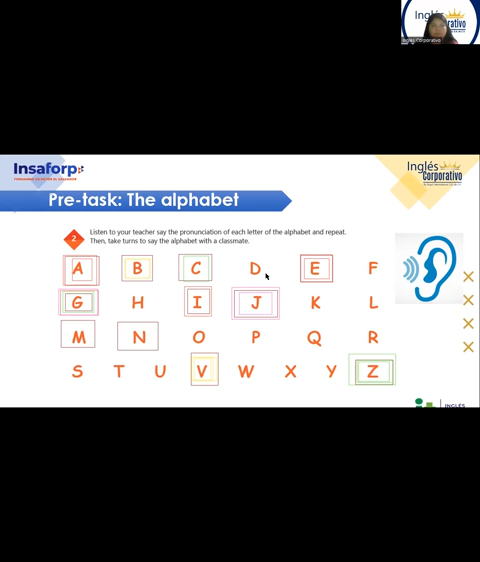 Inglés
Corporativo
Inglés Corporativo
Insaforp
Inglés
Corporativo
Pre-task: The alphabet
2
Listen to your teacher say the pronunciation of each letter of the alphabet and repeat.
Then, take turns to say the alphabet with a classmate.
A B C D E F
G H I J K L
M N O P Q R
S T U V W X Y Z
INGLÉS